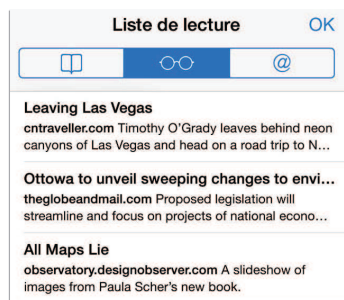 Liste de lecture OK
@
Leaving Las Vegas
cntraveller.com Timothy O'Grady leaves behind neon
canyons of Las Vegas and head on a road trip to N...
Ottowa to unveil sweeping changes to envi...
theglobeandmail.com Proposed legislation will
streamline and focus on projects of national econo...
All Maps Lie
observatory.designobserver.com A slideshow of
images from Paula Scher's new book.